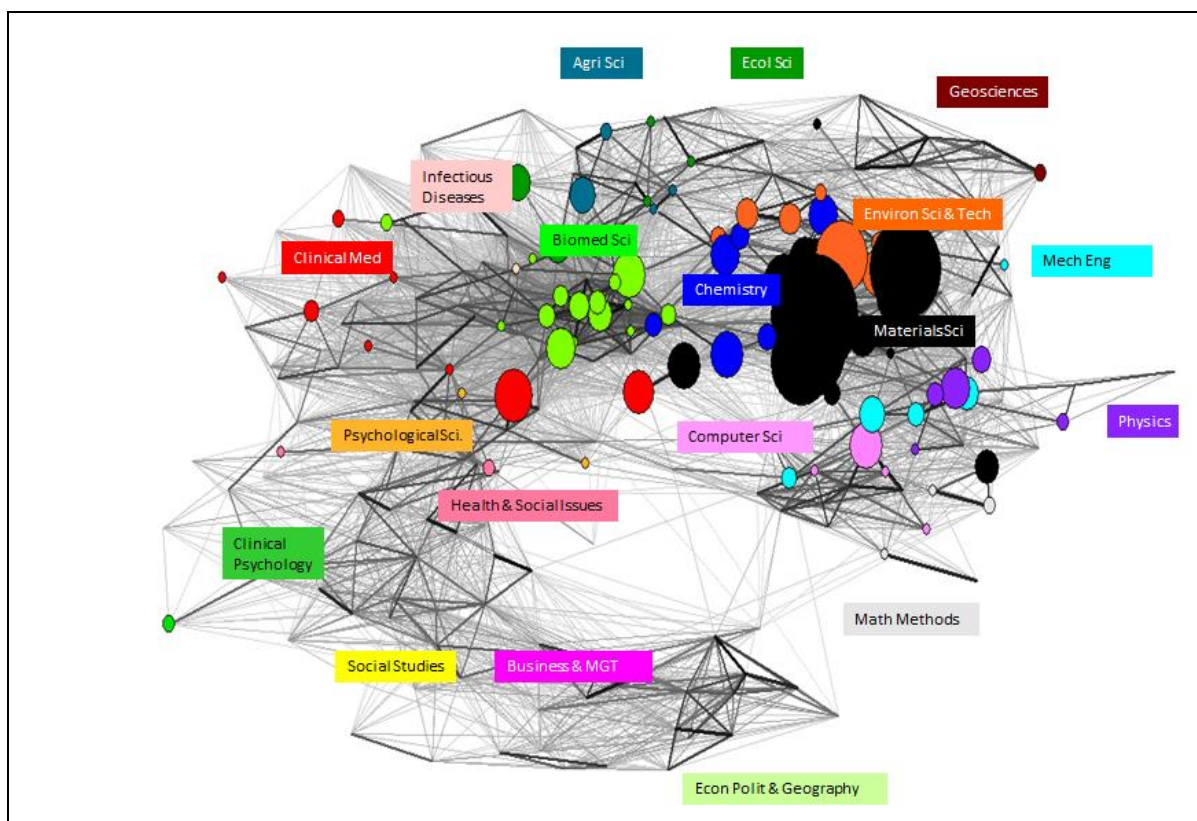 Agri Sci
Ecol Sci
Geosciences
Infectious
Diseases
Environ Sci & Tech
Biomed Sci
Clinical Med
Mech Eng
Chemistry
MaterialsSci
PsychologicalSci.
Computer Sci
Physics
Health & Social Issues
Clinical
Psychology
Math Methods
Social Studies
Business & MGT
Econ Polit & Geography